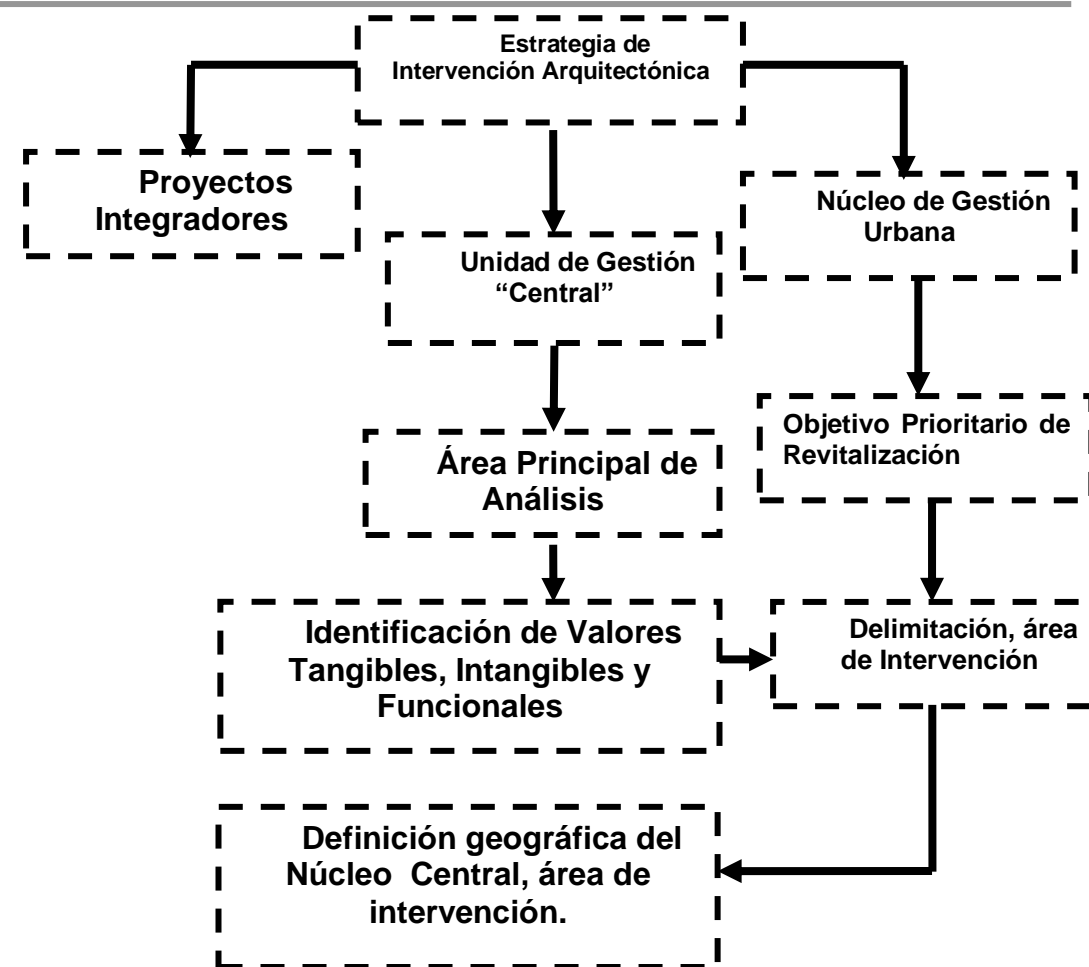 Estrategia de
Intervención Arquitectónica
Proyectos
Integradores
Núcleo de Gestión
Urbana
Unidad de Gestión
“Central”
Objetivo Prioritario de
Revitalización
Área Principal de
Análisis
Identificación de Valores
Tangibles, Intangibles y
Funcionales
Delimitación, área
de Intervención
Definición geográfica del
Núcleo Central, área de
intervención.